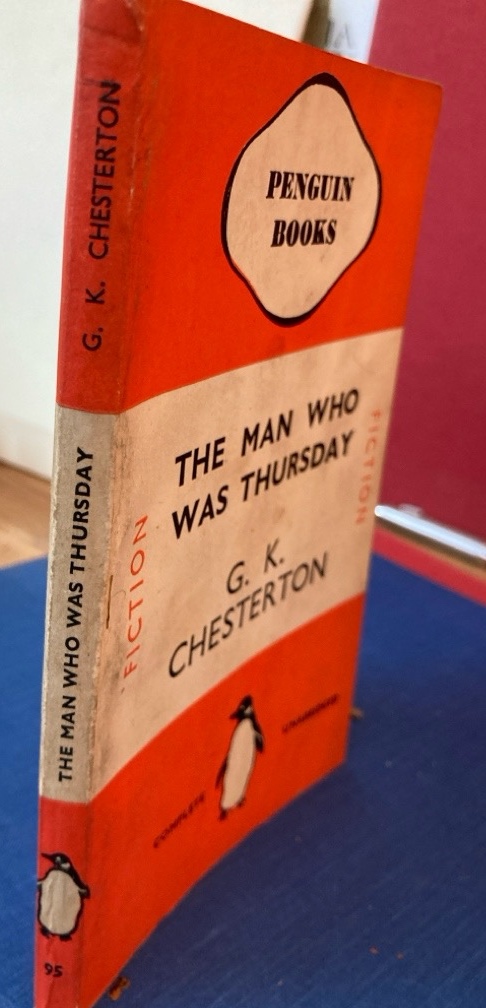 G. K. CHESTERTON
THE MAN WHO WAS THURSDAY
95
PENGUIN
BOOKS
THE MAN WHO
WAS THURSDAY
FICTION
FICTION
G. K.
CHESTERTON
COMPLETE
UNABRIDGED